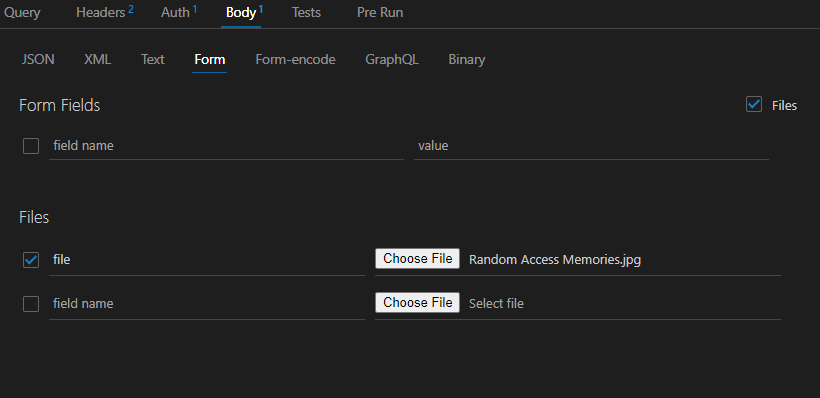 Query Headers 2 Auth 1 Body 1 Tests Pre Run
JSON XML Text Form Form-encode GraphQL Binary
Form Fields Files
field name value
Files
file Choose File Random Access Memories.jpg
field name Choose File Select file